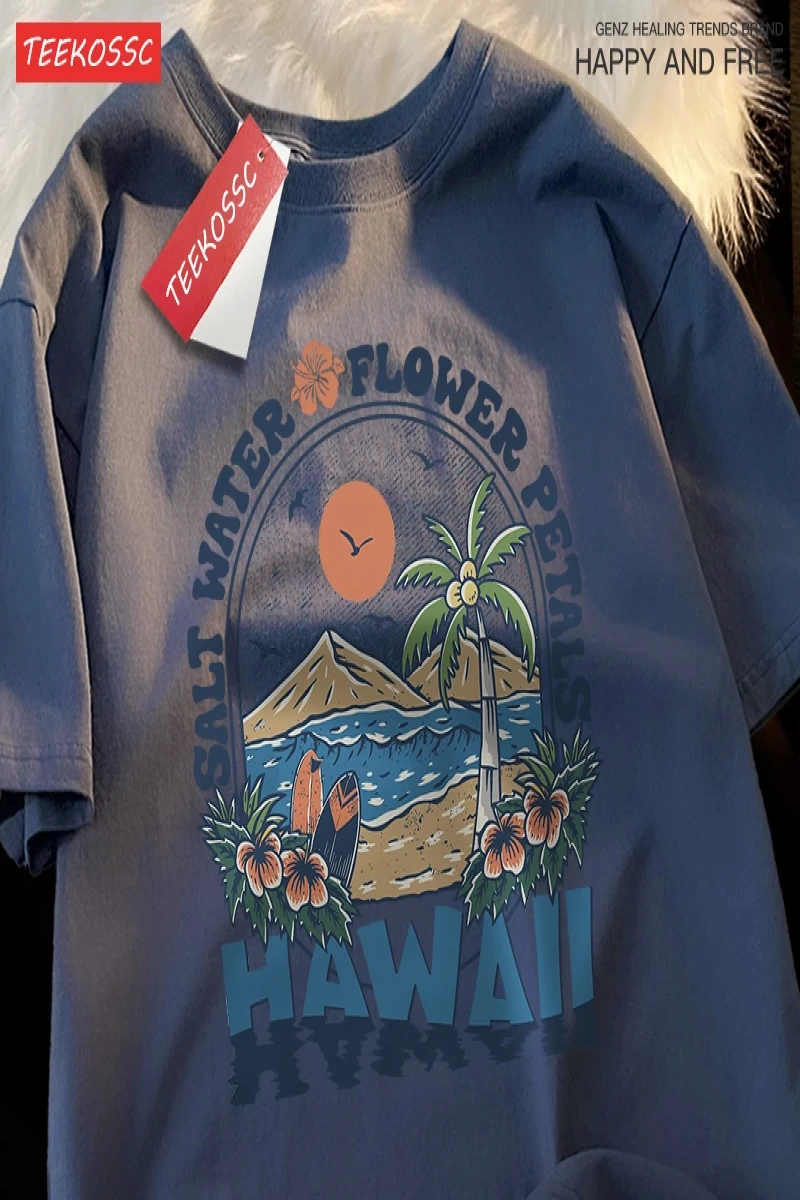 TEEKOSSC
GENZ HEALING TRENDS BRAND
HAPPY AND FREE
TEEKOSSC
SALT WATER FLOWER PETALS
HAWAII